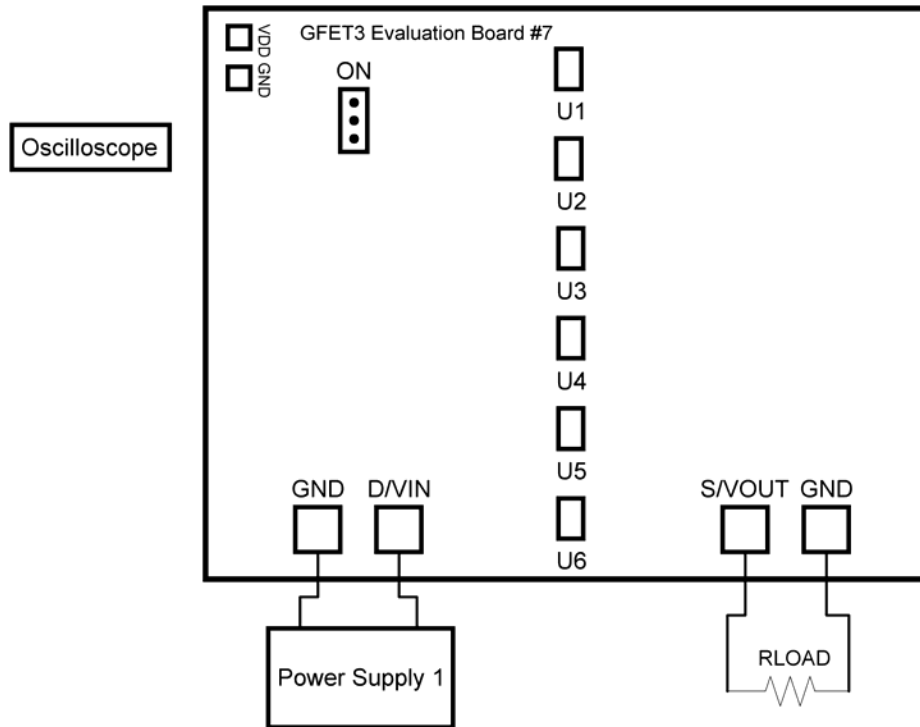 VDD
GND
GFET3 Evaluation Board #7
ON
Oscilloscope
U1
U2
U3
U4
U5
U6
GND D/VIN
S/VOUT GND
Power Supply 1
RLOAD